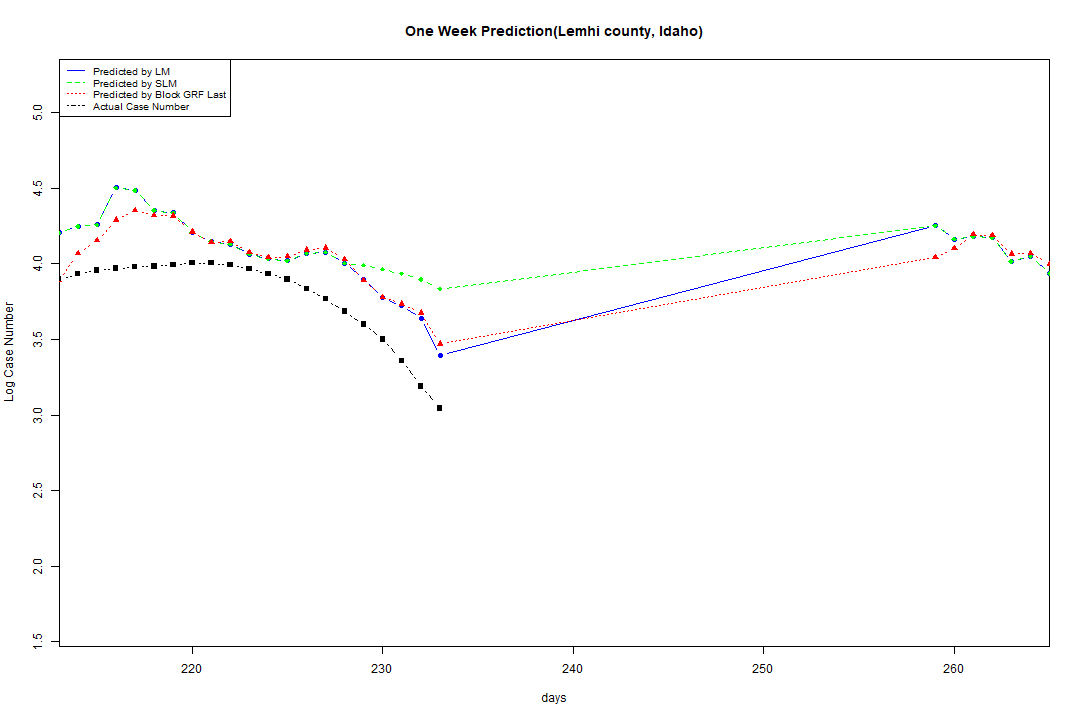 One Week Prediction(Lemhi county, Idaho)
Predicted by LM
Predicted by SLM
Predicted by Block GRF Last
Actual Case Number
Log Case Number
5.0
4.5
4.0
3.5
3.0
2.5
2.0
1.5
220
230
240
250
260
days